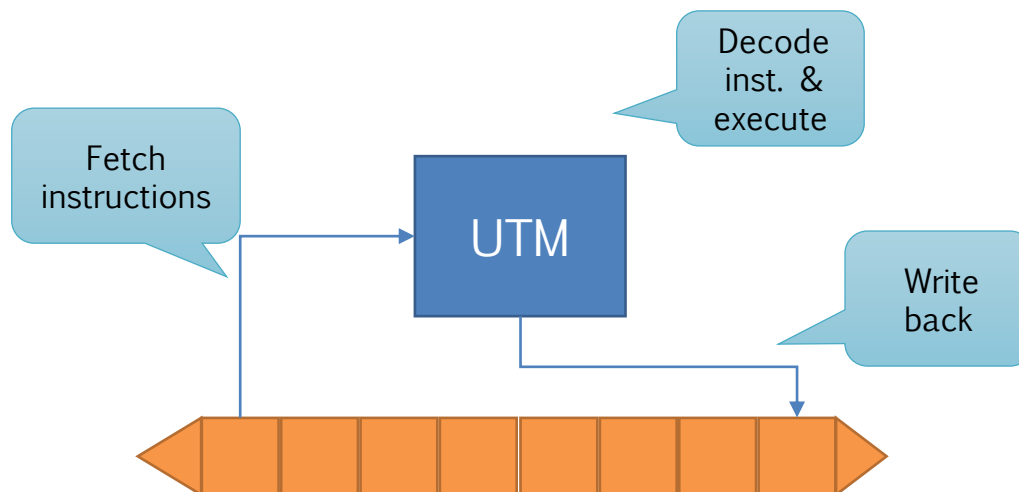 Decode
inst. &
execute
Fetch
instructions
UTM
Write
back